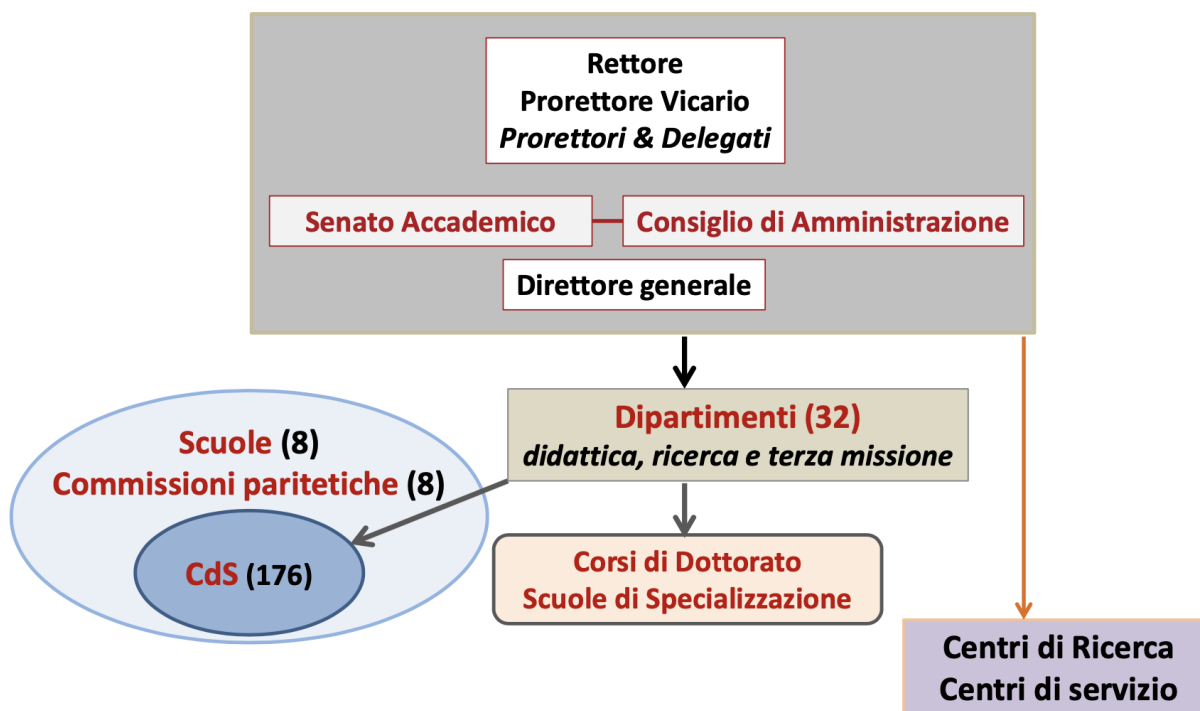 Rettore
Prorettore Vicario
Prorettori & Delegati
Senato Accademico
Consiglio di Amministrazione
Direttore generale
Dipartimenti (32)
didattica, ricerca e terza missione
Scuole (8)
Commissioni paritetiche (8)
CdS (176)
Corsi di Dottorato
Scuole di Specializzazione
Centri di Ricerca
Centri di servizio